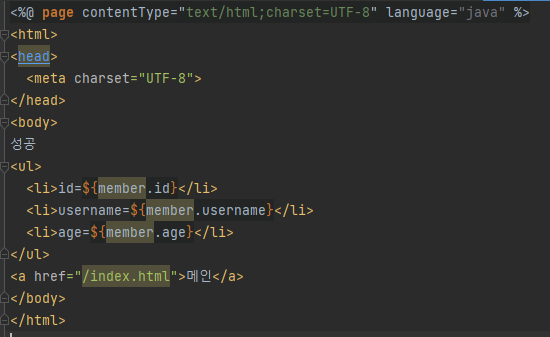 <%@ page contentType="text/html;charset=UTF-8" language="java" %>
<html>
<head>
<meta charset="UTF-8">
</head>
<body>
성공
<ul>
<li>id=${member.id}</li>
<li>username=${member.username}</li>
<li>age=${member.age}</li>
</ul>
<a href="/index.html">메인</a>
</body>
</html>